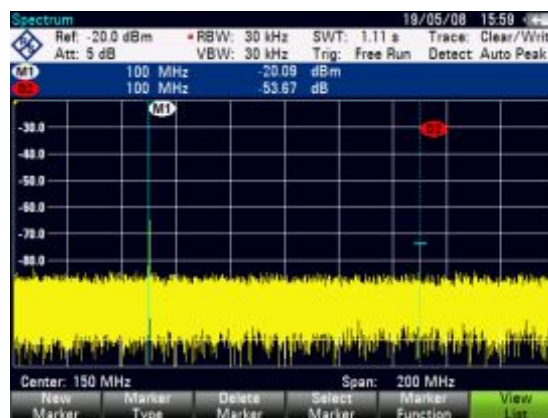 Spectrum 19/05/08 15:59
Ref: -20.0 dBm • RBW: 30 kHz SWT: 1.11 s Trace: Clear/Writ
Att: 5 dB VBW: 30 kHz Trig: Free Run Detect: Auto Peak
M1 100 MHz -20.09 dBm
D2 100 MHz -53.67 dB
M1
D2
-30.0
-40.0
-50.0
-60.0
-70.0
-80.0
Center: 150 MHz Span: 200 MHz
New Marker Delete Select Marker View
Marker Type Marker Marker Function List